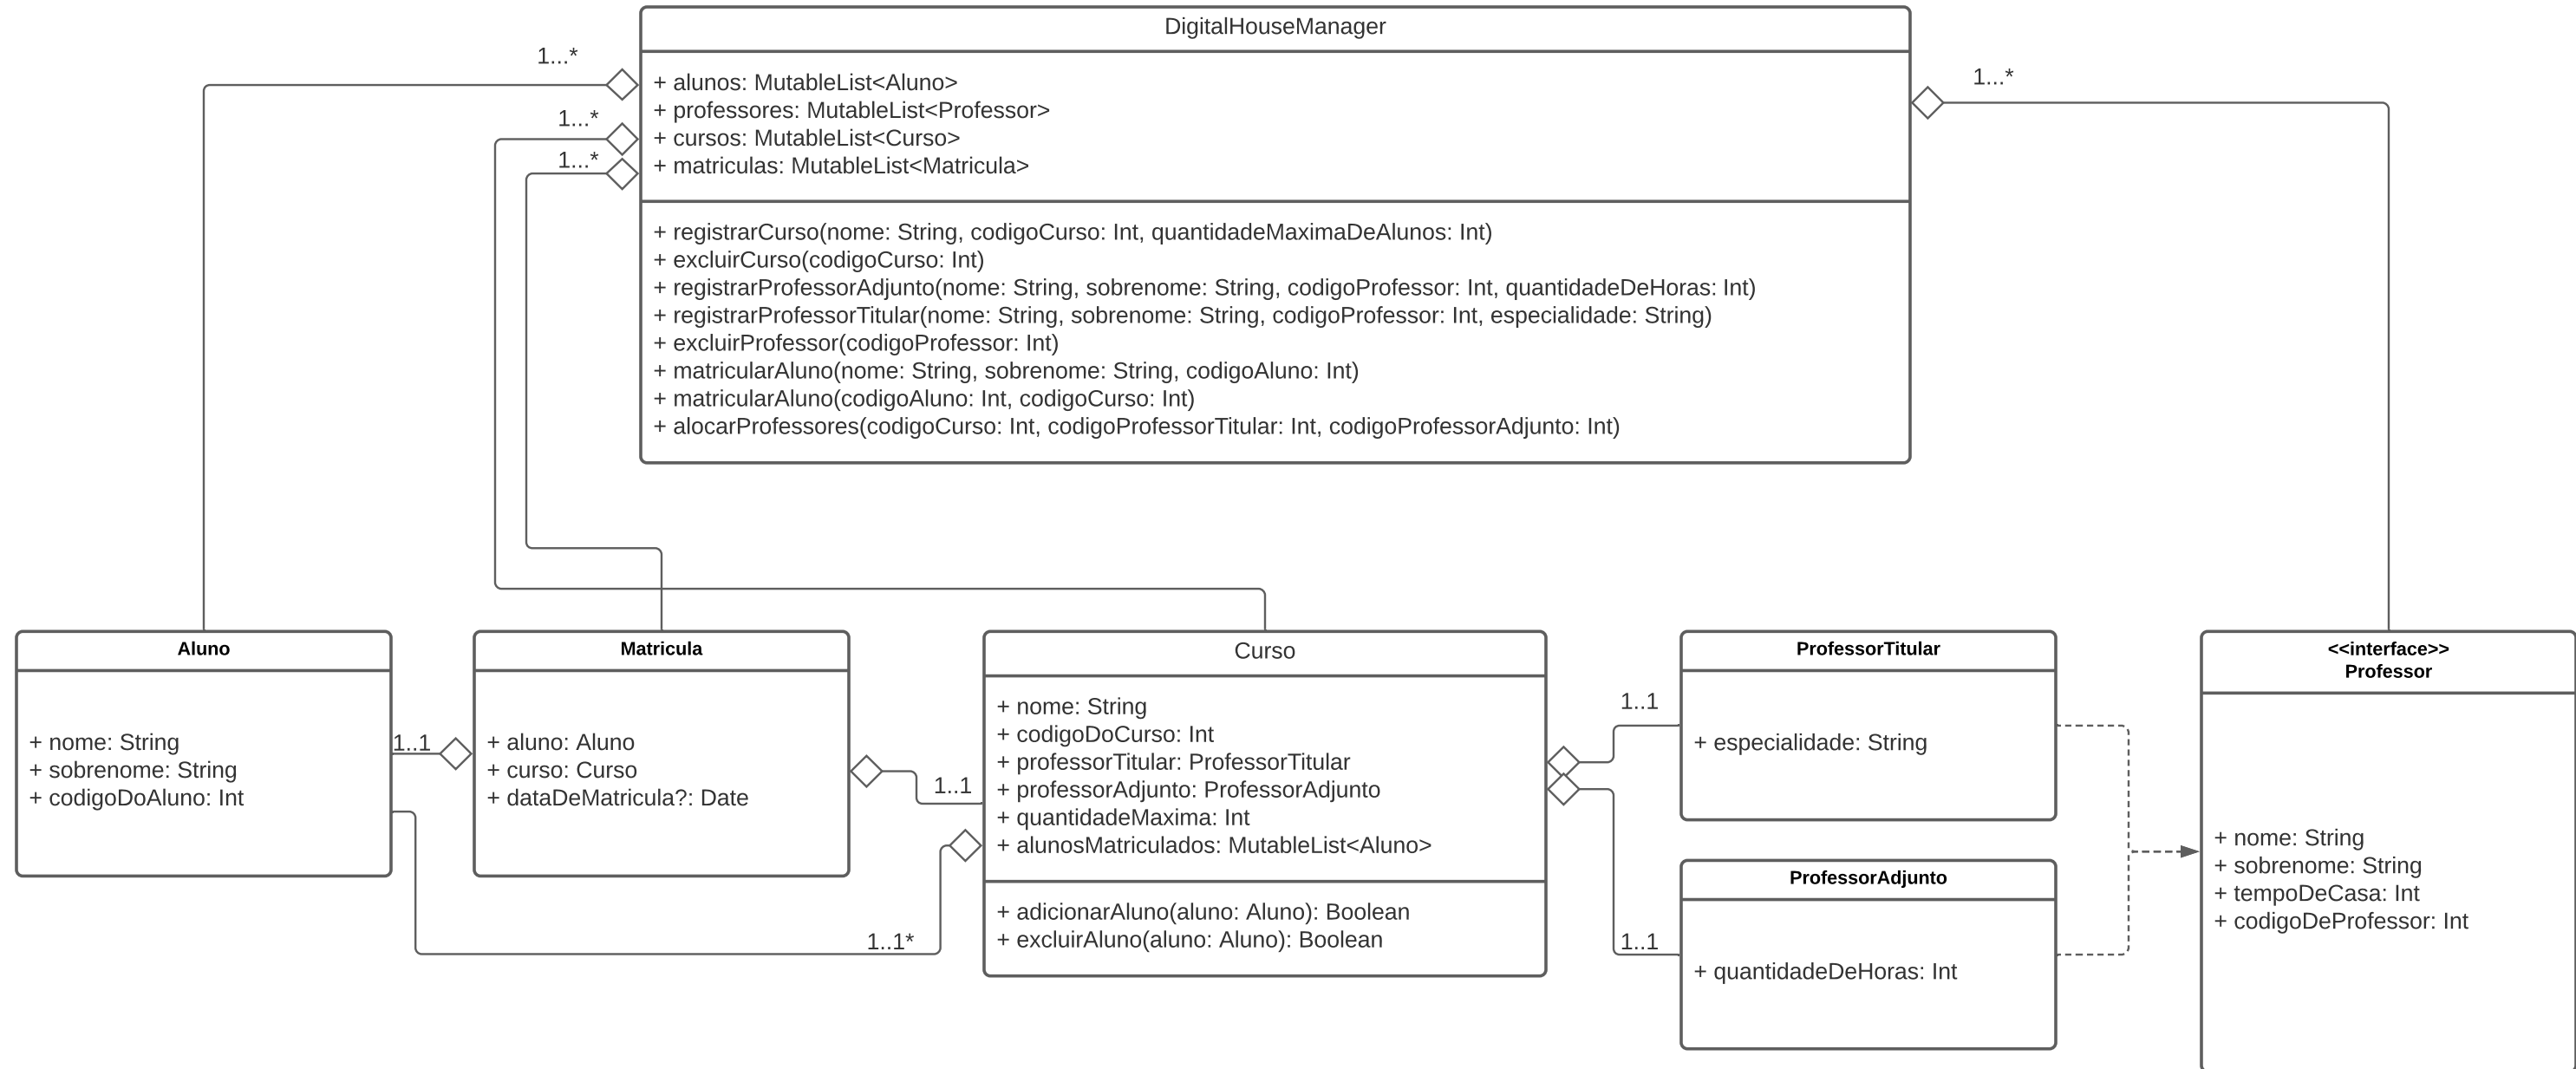 DigitalHouseManager
1...*
1...*
1...*
1...*
+ alunos: MutableList<Aluno>
+ professores: MutableList<Professor>
+ cursos: MutableList<Curso>
+ matriculas: MutableList<Matricula>
+ registrarCurso(nome: String, codigoCurso: Int, quantidadeMaximaDeAlunos: Int)
+ excluirCurso(codigoCurso: Int)
+ registrarProfessorAdjunto(nome: String, sobrenome: String, codigoProfessor: Int, quantidadeDeHoras: Int)
+ registrarProfessorTitular(nome: String, sobrenome: String, codigoProfessor: Int, especialidade: String)
+ excluirProfessor(codigoProfessor: Int)
+ matricularAluno(nome: String, sobrenome: String, codigoAluno: Int)
+ matricularAluno(codigoAluno: Int, codigoCurso: Int)
+ alocarProfessores(codigoCurso: Int, codigoProfessorTitular: Int, codigoProfessorAdjunto: Int)
Aluno
+ nome: String
+ sobrenome: String
+ codigoDoAluno: Int
1..1
Matricula
+ aluno: Aluno
+ curso: Curso
+ dataDeMatricula?: Date
1..1
1..1*
Curso
+ nome: String
+ codigoDoCurso: Int
+ professorTitular: ProfessorTitular
+ professorAdjunto: ProfessorAdjunto
+ quantidadeMaxima: Int
+ alunosMatriculados: MutableList<Aluno>
+ adicionarAluno(aluno: Aluno): Boolean
+ excluirAluno(aluno: Aluno): Boolean
1..1
1..1
ProfessorTitular
+ especialidade: String
ProfessorAdjunto
+ quantidadeDeHoras: Int
<<interface>>
Professor
+ nome: String
+ sobrenome: String
+ tempoDeCasa: Int
+ codigoDeProfessor: Int